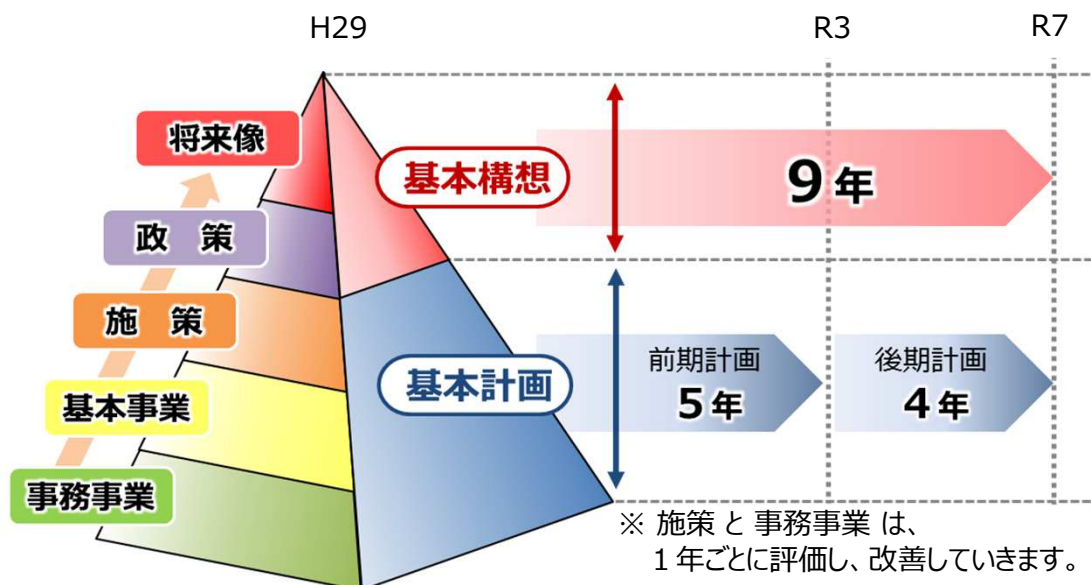 H29
R3
R7
将来像
政 策
施 策
基本事業
事務事業
基本構想
9年
基本計画
前期計画
5年
後期計画
4年
※ 施策 と 事務事業 は、
1年ごとに評価し、改善していきます。